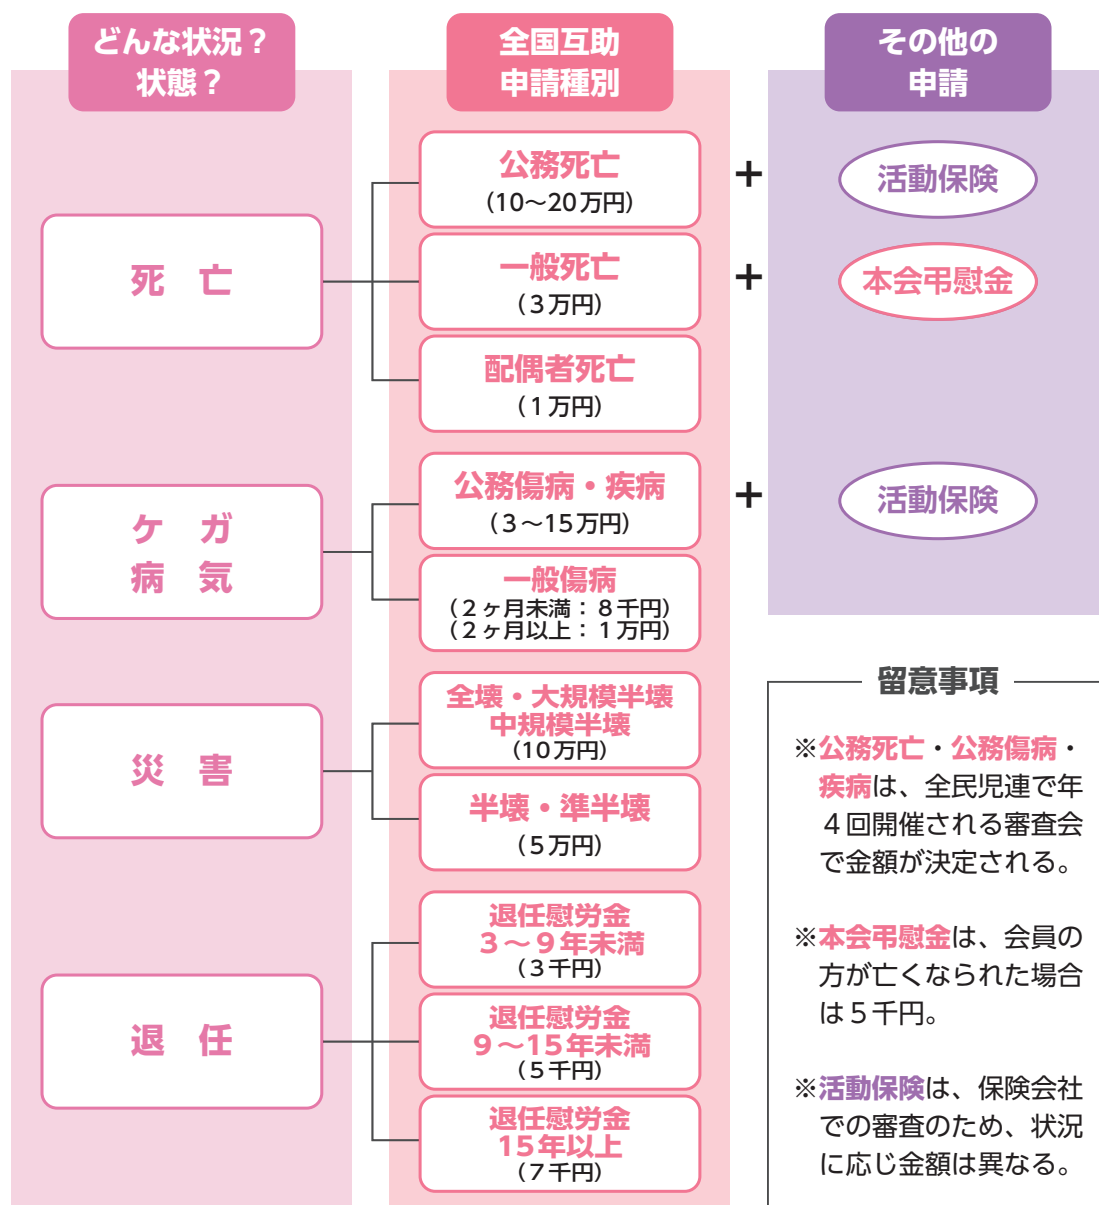 どんな状況？
状態？
全国互助
申請種別
その他の
申請
死　亡
公務死亡
（10～20万円）
＋
活動保険
一般死亡
（３万円）
＋
本会弔慰金
配偶者死亡
（１万円）
ケ　ガ
病　気
公務傷病・疾病
（３～15万円）
＋
活動保険
一般傷病
（２ヶ月未満：８千円）
（２ヶ月以上：１万円）
災　害
全壊・大規模半壊
中規模半壊
（10万円）
半壊・準半壊
（５万円）
退　任
退任慰労金
３～９年未満
（３千円）
退任慰労金
９～15年未満
（５千円）
退任慰労金
15年以上
（７千円）
留意事項
※公務死亡・公務傷病・
疾病は、全民児連で年
４回開催される審査会
で金額が決定される。
※本会弔慰金は、会員の
方が亡くなられた場合
は５千円。
※活動保険は、保険会社
での審査のため、状況
に応じ金額は異なる。